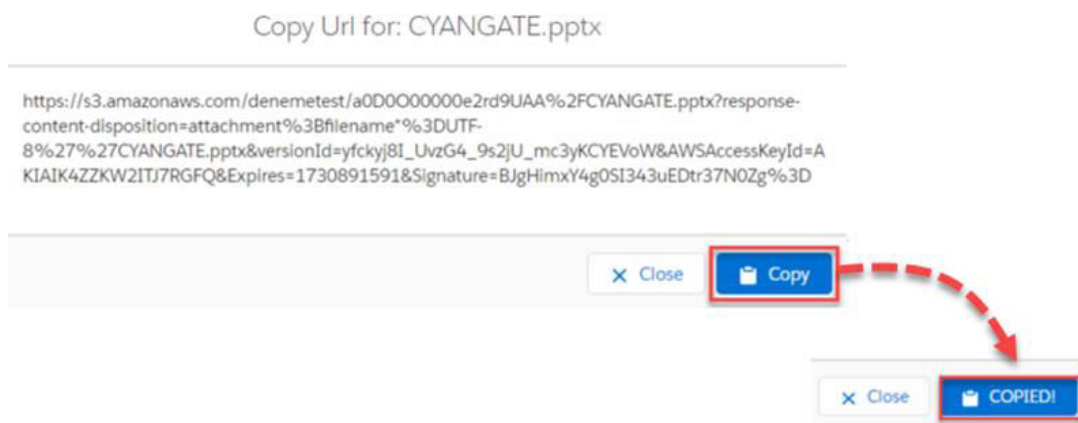 Copy Url for: CYANGATE.pptx
https://s3.amazonaws.com/denemetest/a0D0O00000e2rd9UAA%2FCYANGATE.pptx?response-
content-disposition=attachment%3Bfilename*%3DUTF-
8%27%27CYANGATE.pptx&versionId=yfckyj8I_UvzG4_9s2jU_mc3yKCYEVoW&AWSAccessKeyId=A
KIAIK4ZZKW2ITJ7RGFQ&Expires=1730891591&Signature=BJgHimxY4g0SI343uEDtr37N0Zg%3D
Close
Copy
Close
COPIED!